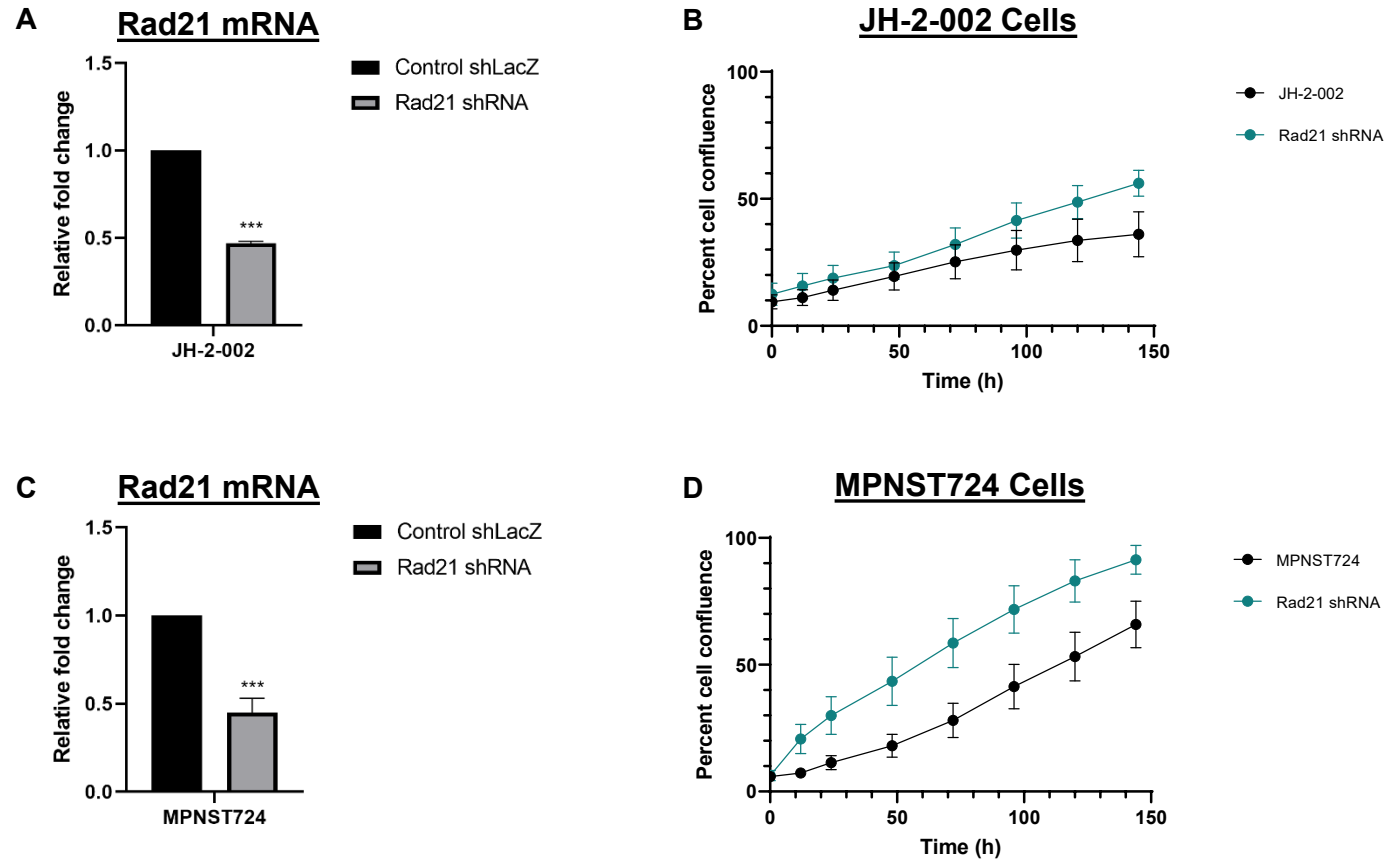 A
Rad21 mRNA
Relative fold change
1.5
1.0
0.5
0.0
***
JH-2-002
Control shLacZ
Rad21 shRNA
B
JH-2-002 Cells
Percent cell confluence
100
50
0
0 50 100 150
Time (h)
JH-2-002
Rad21 shRNA
C
Rad21 mRNA
Relative fold change
1.5
1.0
0.5
0.0
***
MPNST724
Control shLacZ
Rad21 shRNA
D
MPNST724 Cells
Percent cell confluence
100
50
0
0 50 100 150
Time (h)
MPNST724
Rad21 shRNA